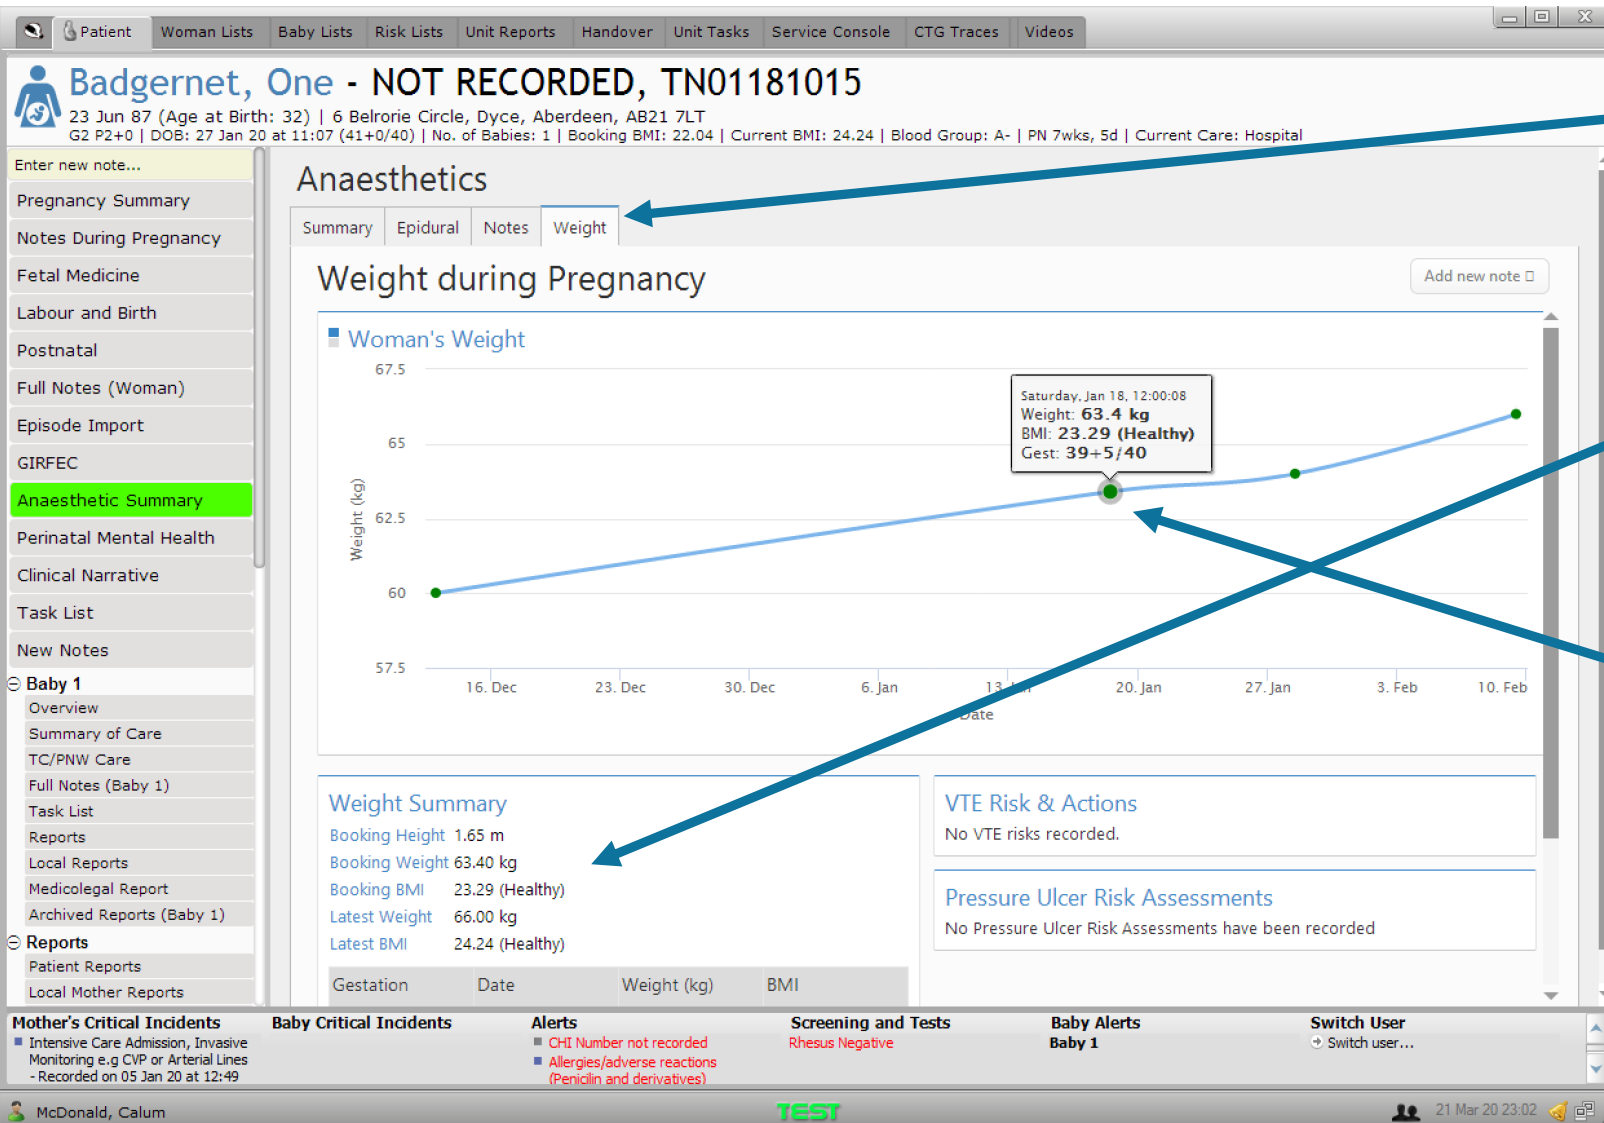 Patient
Woman Lists
Baby Lists
Risk Lists
Unit Reports
Handover
Unit Tasks
Service Console
CTG Traces
Videos
Badgernet, One - NOT RECORDED, TN01181015
23 Jun 87 (Age at Birth: 32) | 6 Belrorie Circle, Dyce, Aberdeen, AB21 7LT
G2 P2+0 | DOB: 27 Jan 20 at 11:07 (41+0/40) | No. of Babies: 1 | Booking BMI: 22.04 | Current BMI: 24.24 | Blood Group: A- | PN 7wks, 5d | Current Care: Hospital
Enter new note...
Pregnancy Summary
Notes During Pregnancy
Fetal Medicine
Labour and Birth
Postnatal
Full Notes (Woman)
Episode Import
GIRFEC
Anaesthetic Summary
Perinatal Mental Health
Clinical Narrative
Task List
New Notes
Baby 1
Overview
Summary of Care
TC/PNW Care
Full Notes (Baby 1)
Task List
Reports
Local Reports
Medicolegal Report
Archived Reports (Baby 1)
Reports
Patient Reports
Local Mother Reports
Anaesthetics
Summary
Epidural
Notes
Weight
Weight during Pregnancy
Add new note
Woman's Weight
67.5
65
62.5
60
57.5
Weight (kg)
Saturday, Jan 18, 12:00:08
Weight: 63.4 kg
BMI: 23.29 (Healthy)
Gest: 39+5/40
16. Dec
23. Dec
30. Dec
6. Jan
20. Jan
27. Jan
3. Feb
10. Feb
Date
Weight Summary
Booking Height 1.65 m
Booking Weight 63.40 kg
Booking BMI 23.29 (Healthy)
Latest Weight 66.00 kg
Latest BMI 24.24 (Healthy)
Gestation Date Weight (kg) BMI
VTE Risk & Actions
No VTE risks recorded.
Pressure Ulcer Risk Assessments
No Pressure Ulcer Risk Assessments have been recorded
Mother's Critical Incidents
Intensive Care Admission, Invasive
Monitoring e.g CVP or Arterial Lines
- Recorded on 05 Jan 20 at 12:49
Baby Critical Incidents
Alerts
CHI Number not recorded
Allergies/adverse reactions
(Penicilin and derivatives)
Screening and Tests
Rhesus Negative
Baby Alerts
Baby 1
Switch User
Switch user...
McDonald, Calum
TEST
21 Mar 20 23:02